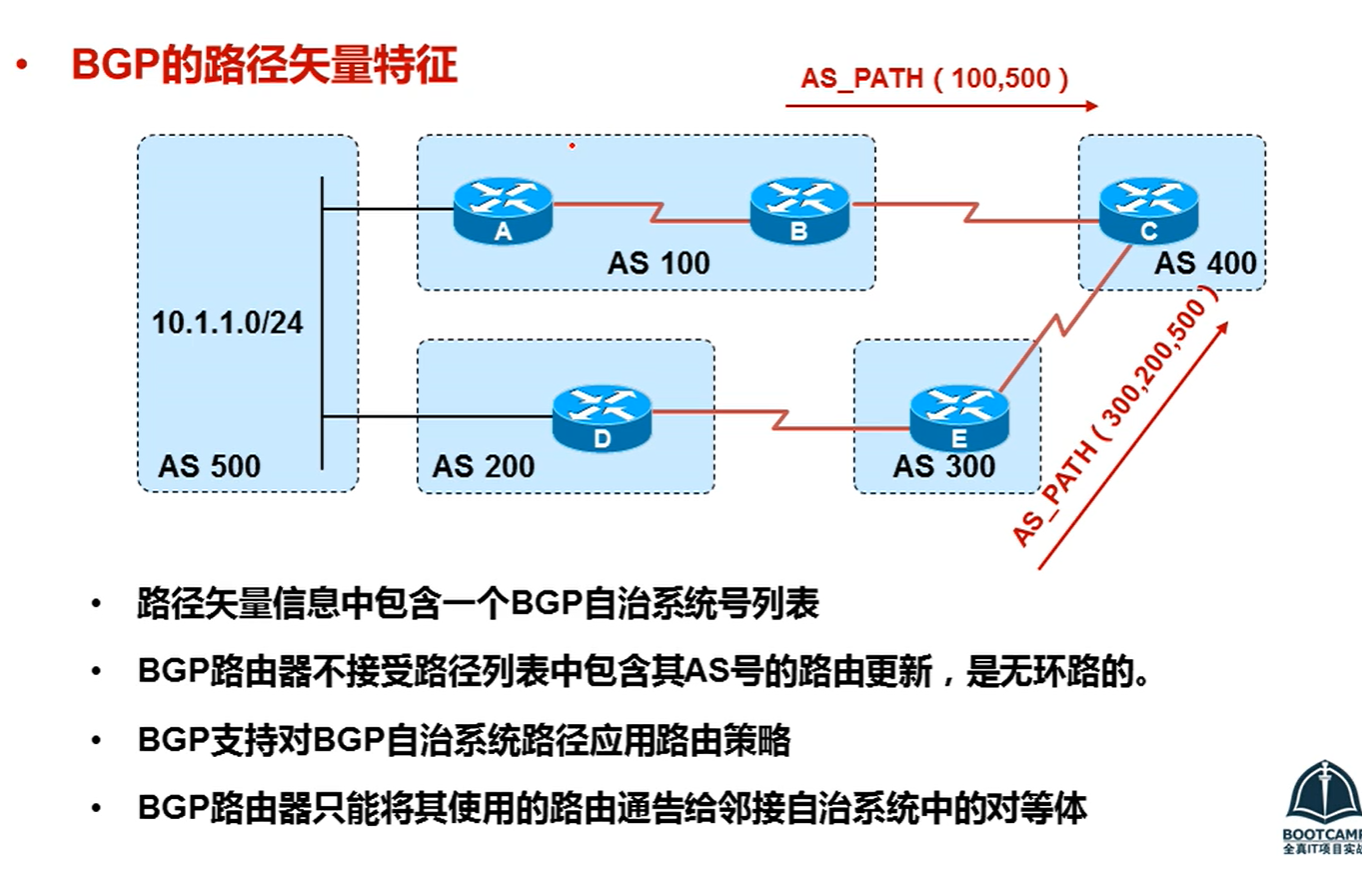 • BGP的路径矢量特征
AS_PATH（100,500）
A
B
C
AS 100
AS 400
10.1.1.0/24
AS_PATH（300,200,500）
D
E
AS 500
AS 200
AS 300
• 路径矢量信息中包含一个BGP自治系统号列表
• BGP路由器不接受路径列表中包含其AS号的路由更新，是无环路的。
• BGP支持对BGP自治系统路径应用路由策略
• BGP路由器只能将其使用的路由通告给邻接自治系统中的对等体
BOOTCAMP
全真IT项目实战